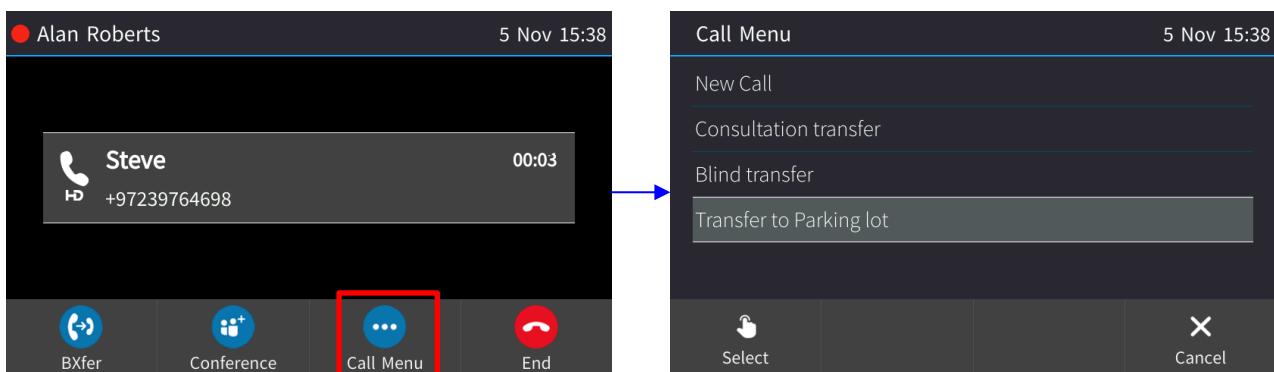 Alan Roberts 5 Nov 15:38
Steve 00:03
HD +97239764698
BXfer Conference Call Menu End
Call Menu 5 Nov 15:38
New Call
Consultation transfer
Blind transfer
Transfer to Parking lot
Select Cancel